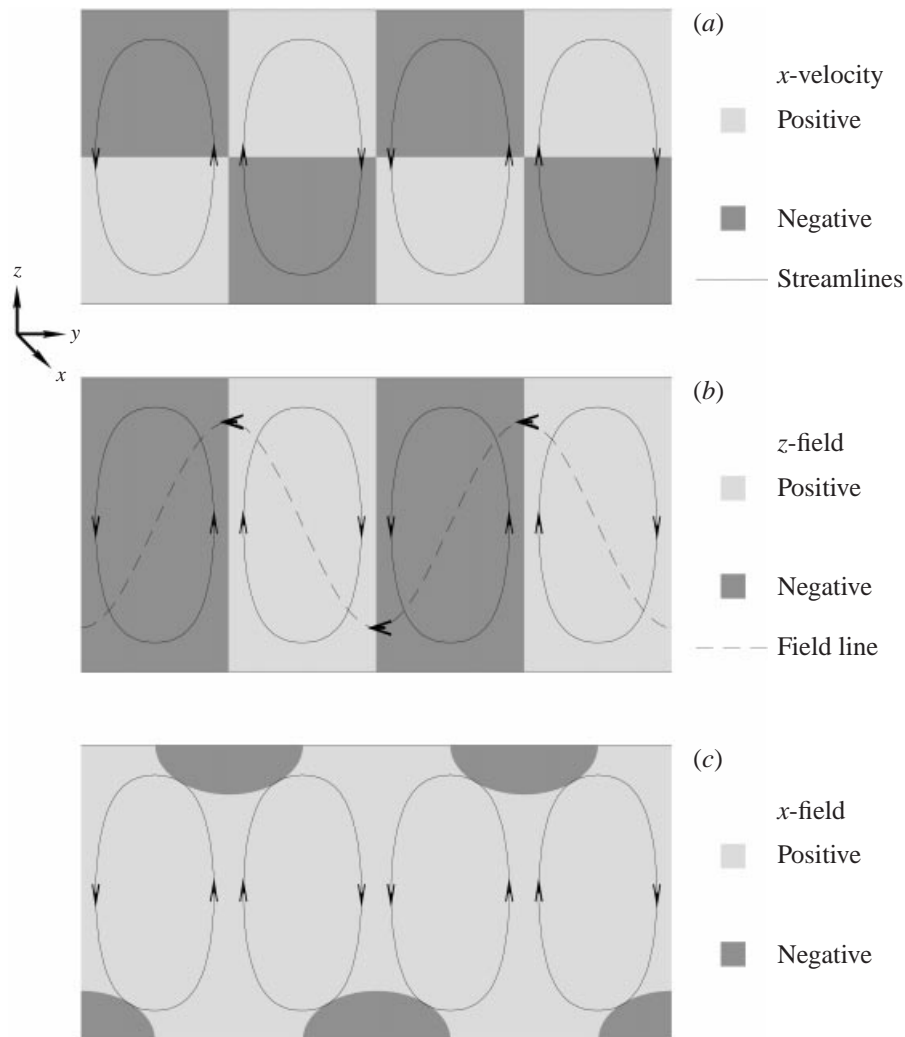 (a)
x-velocity
Positive
Negative
Streamlines
z
y
x
(b)
z-field
Positive
Negative
Field line
(c)
x-field
Positive
Negative